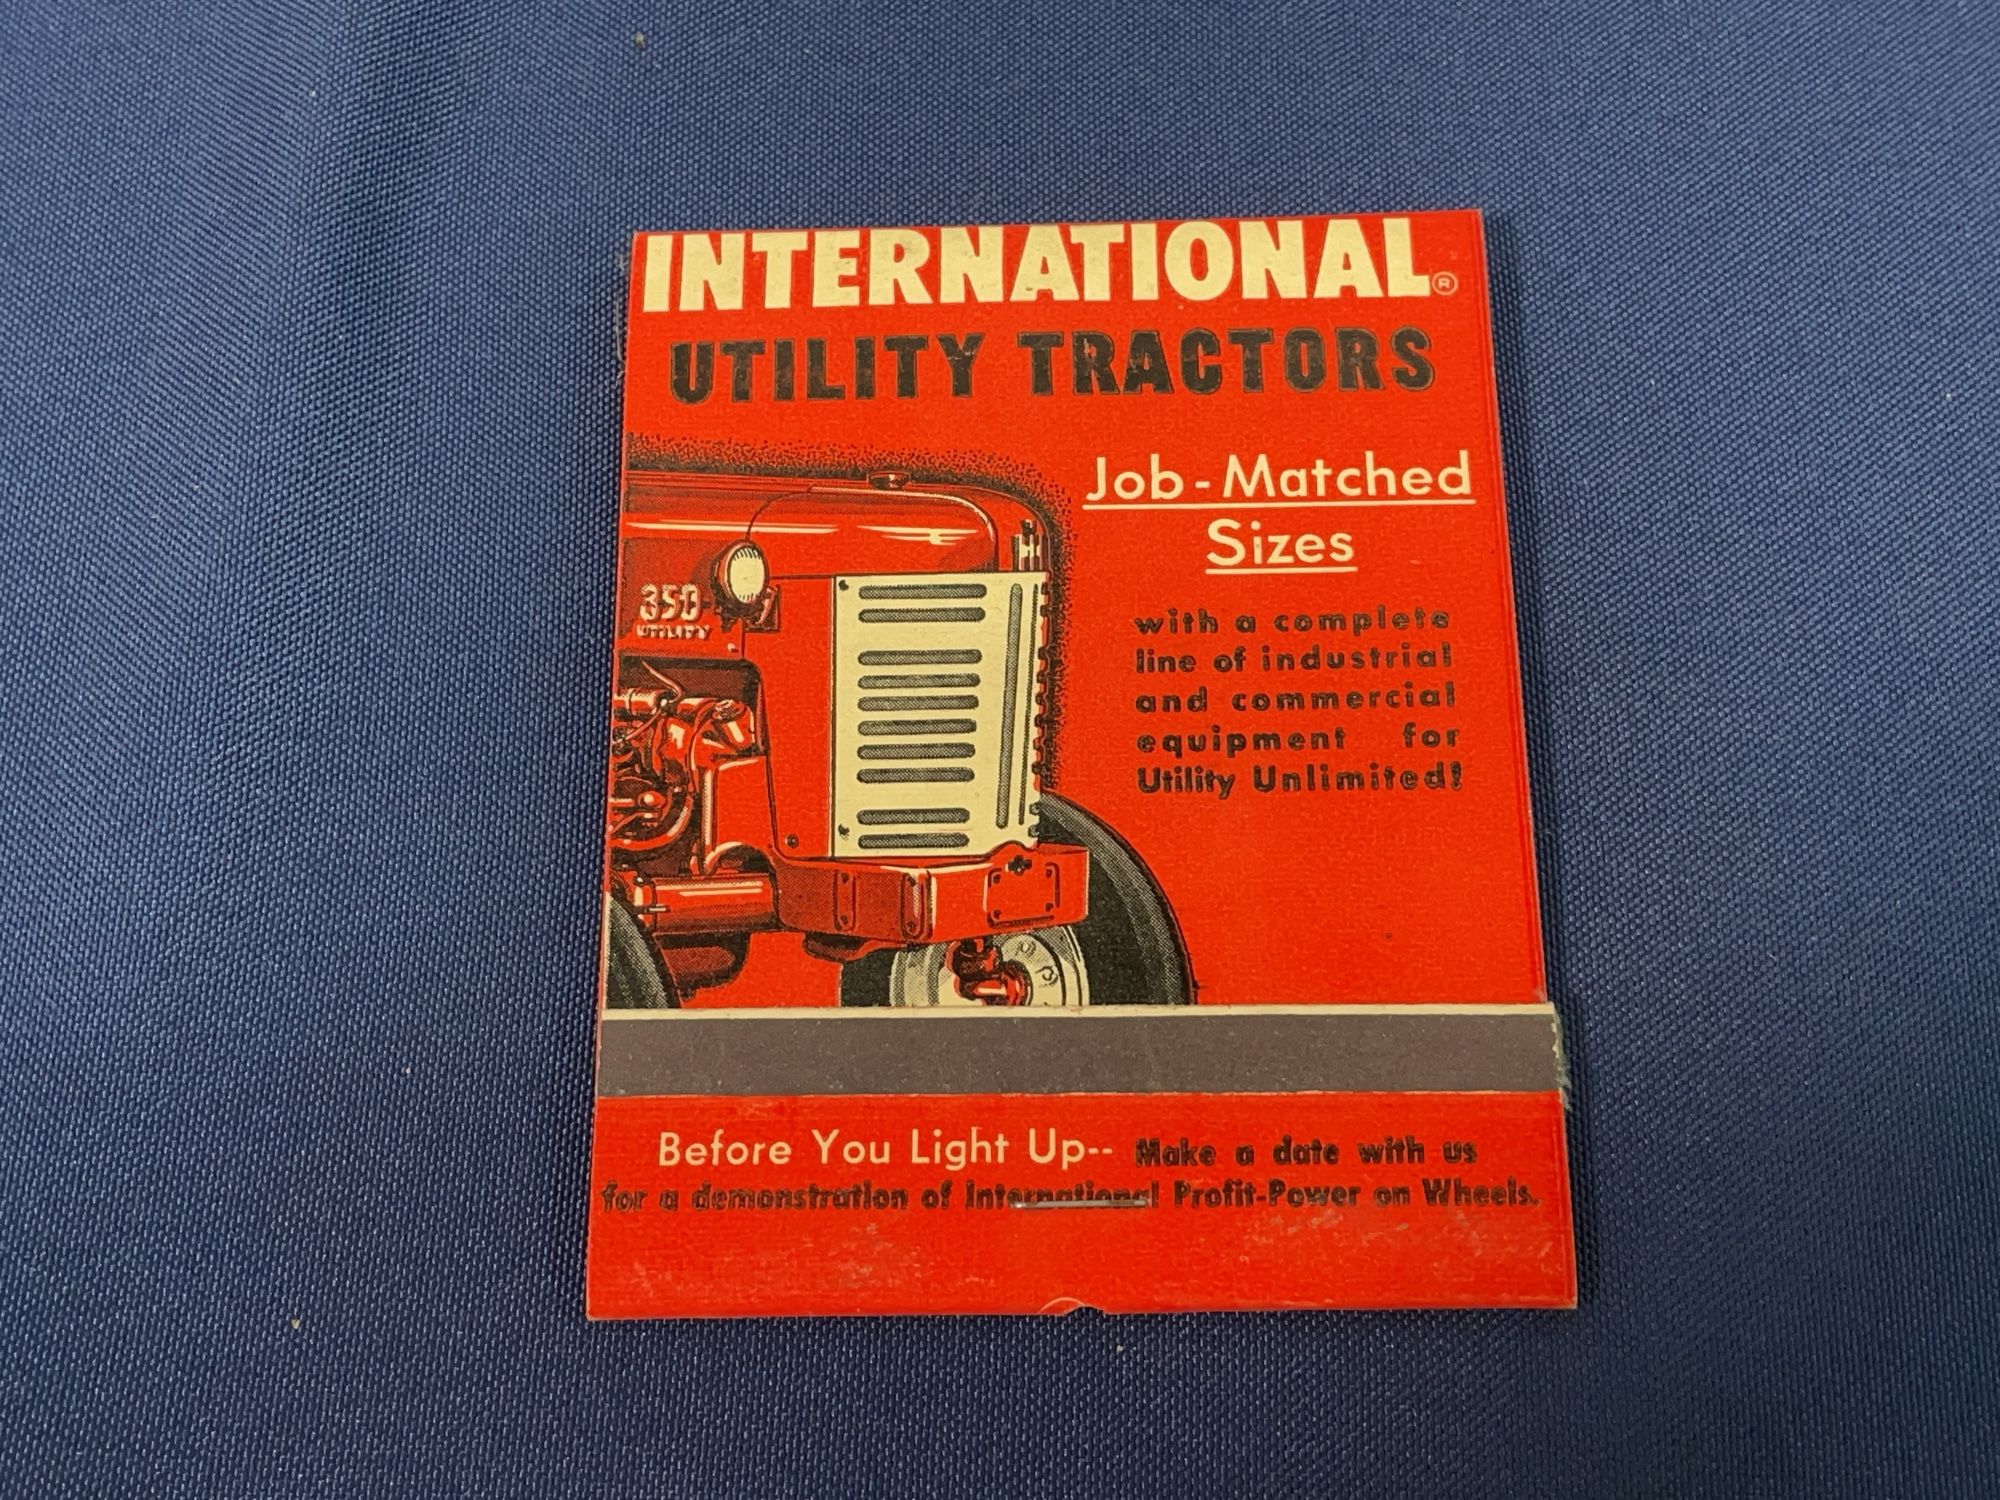 INTERNATIONAL®
UTILITY TRACTORS
Job-Matched
Sizes
350
UTILITY
with a complete
line of industrial
and commercial
equipment for
Utility Unlimited!
Before You Light Up-- Make a date with us
for a demonstration of International Profit-Power on Wheels.